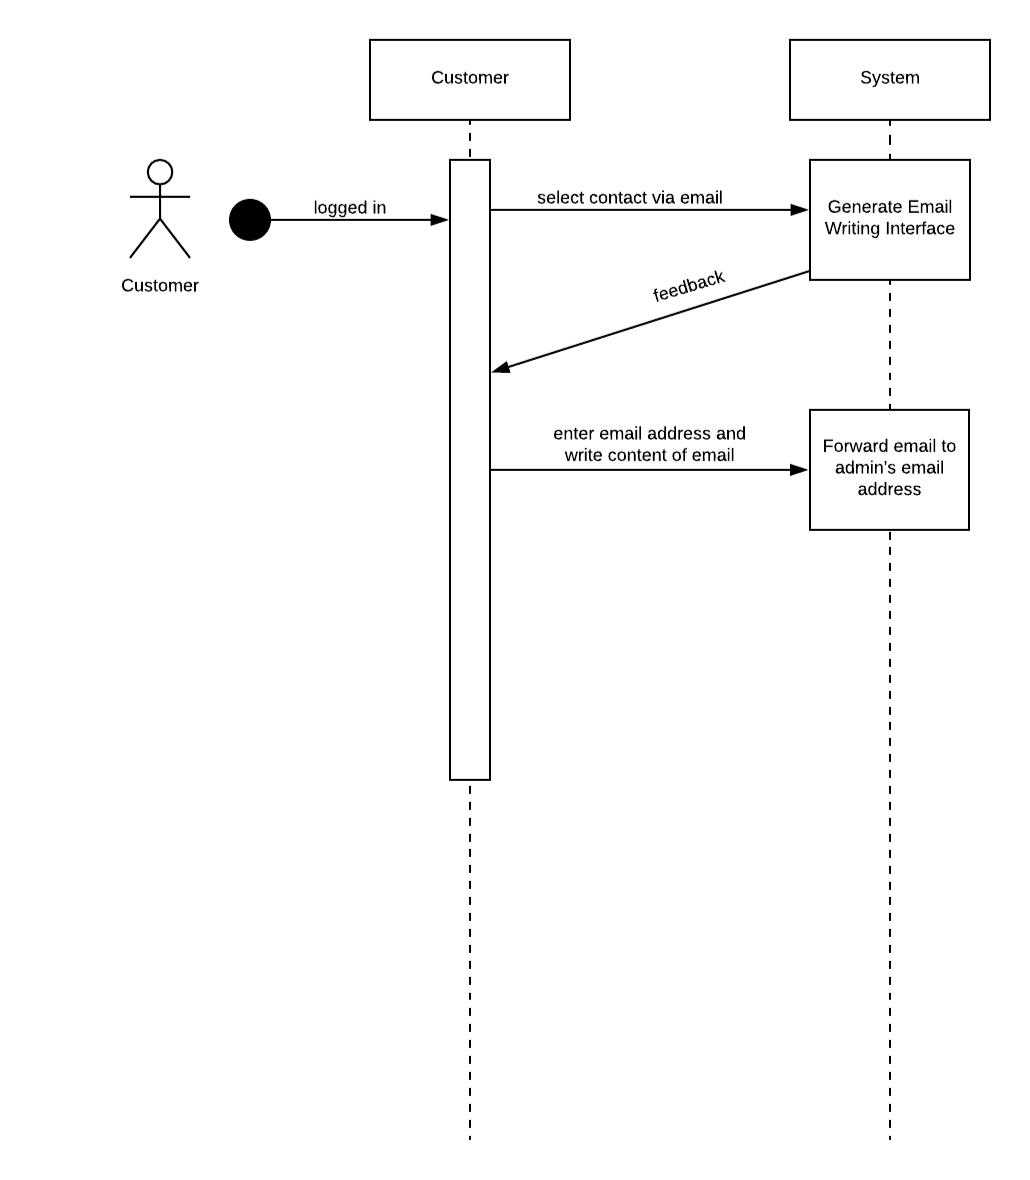 Customer
System
Customer
logged in
select contact via email
Generate Email
Writing Interface
feedback
enter email address and
write content of email
Forward email to
admin's email
address